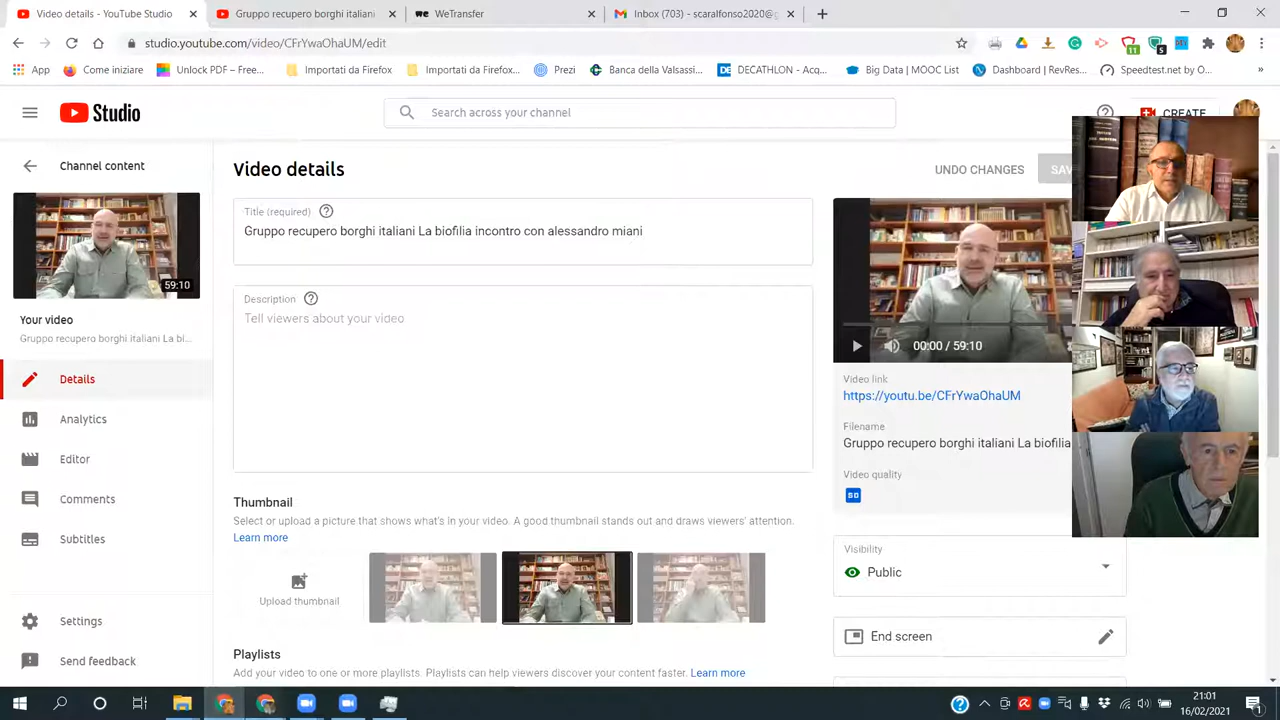 Video details - YouTube Studio
Gruppo recupero borghi italiani
WeTransfer
Inbox (703) - scaralfonso2020@g
studio.youtube.com/video/CFrYwaOhaUM/edit
11
5
App
Come iniziare
Unlock PDF – Free...
Importati da Firefox
Importati da Firefox...
Prezi
Banca della Valsassi...
DECATHLON - Acq...
Big Data | MOOC List
Dashboard | RevRes...
Speedtest.net by O...
»
Studio
Search across your channel
CREATE
Channel content
Video details
UNDO CHANGES
SAV
59:10
Your video
Gruppo recupero borghi italiani La bi...
Details
Analytics
Editor
Comments
Subtitles
Settings
Send feedback
Title (required)
Gruppo recupero borghi italiani La biofilia incontro con alessandro miani
Description
Tell viewers about your video
Thumbnail
Select or upload a picture that shows what's in your video. A good thumbnail stands out and draws viewers' attention.
Learn more
Upload thumbnail
Playlists
Add your video to one or more playlists. Playlists can help viewers discover your content faster. Learn more
00:00 / 59:10
Video link
https://youtu.be/CFrYwaOhaUM
Filename
Gruppo recupero borghi italiani La biofilia
Video quality
SD
Visibility
Public
End screen
21:01
16/02/2021